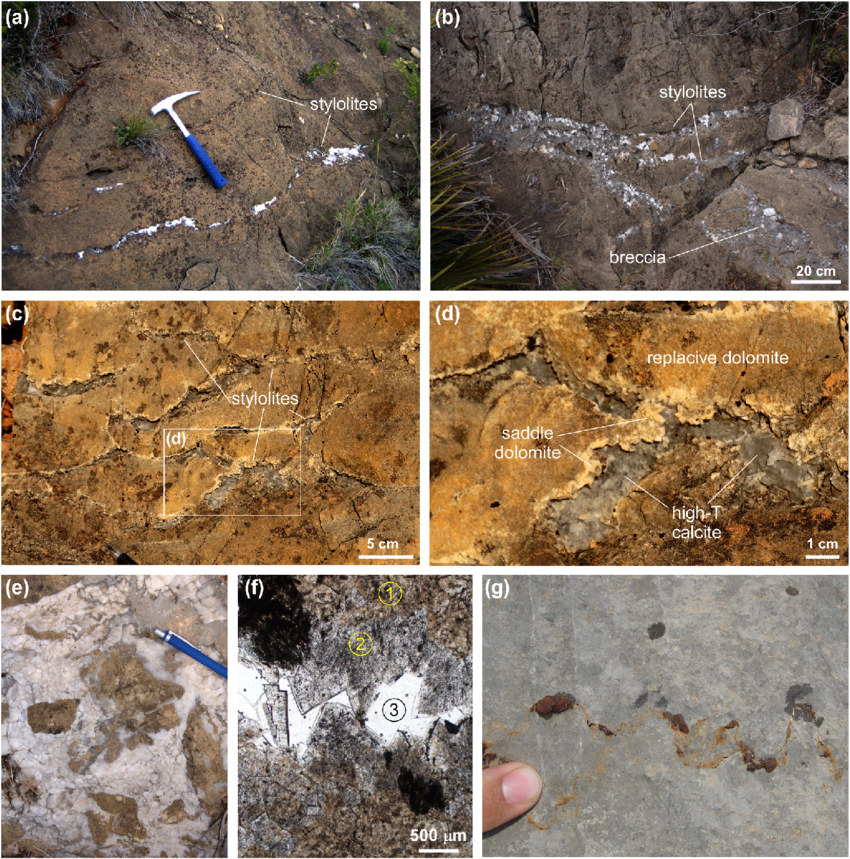 (a)
stylolites
(b)
stylolites
breccia
20 cm
(c)
stylolites
(d)
5 cm
(d)
replacive dolomite
saddle
dolomite
high-T
calcite
1 cm
(e)
(f)
1
2
3
500 µm
(g)